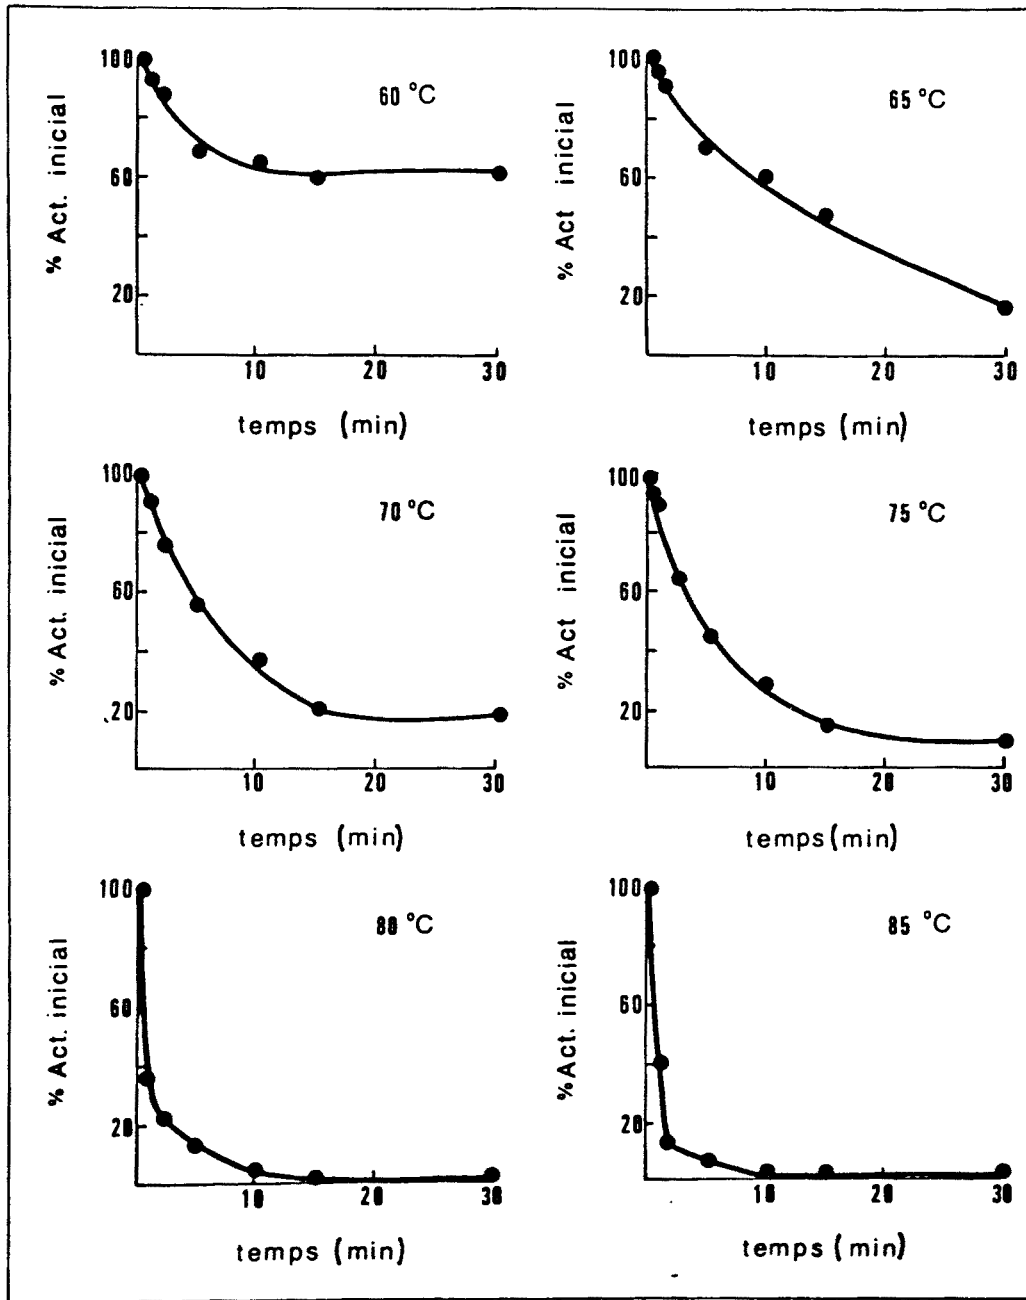 100
60 °C
% Act. inicial
60
20
10 20 30
temps (min)
100
65 °C
% Act inicial
60
20
10 20 30
temps (min)
100
70 °C
% Act. inicial
60
20
10 20 30
temps (min)
100
75 °C
% Act inicial
60
20
10 20 30
temps (min)
100
80 °C
% Act. inicial
60
20
10 20 30
temps (min)
100
85 °C
% Act. inicial
60
20
10 20 30
temps (min)